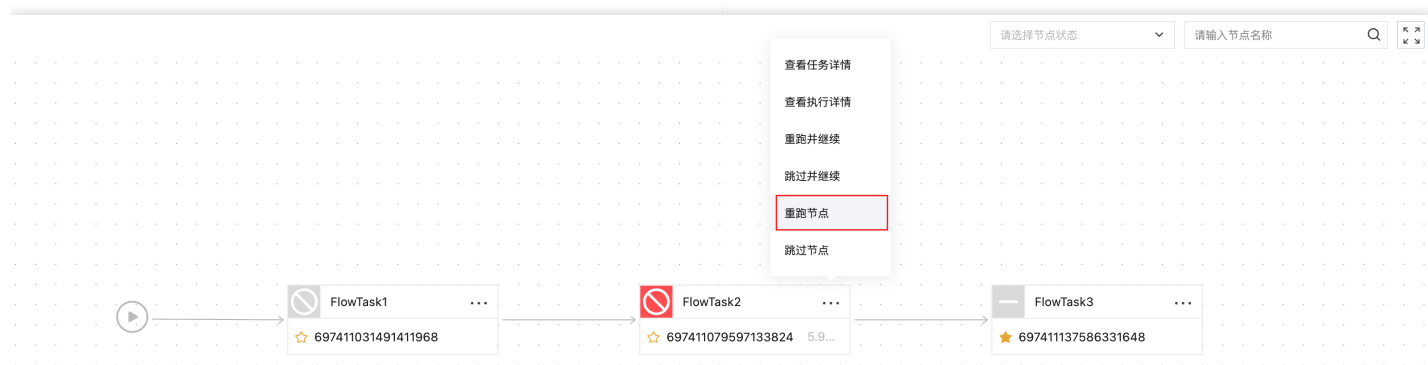 请选择节点状态
请输入节点名称
查看任务详情
查看执行详情
重跑并继续
跳过并继续
重跑节点
跳过节点
FlowTask1 ...
697411031491411968
FlowTask2 ...
697411079597133824 5.9...
FlowTask3 ...
697411137586331648